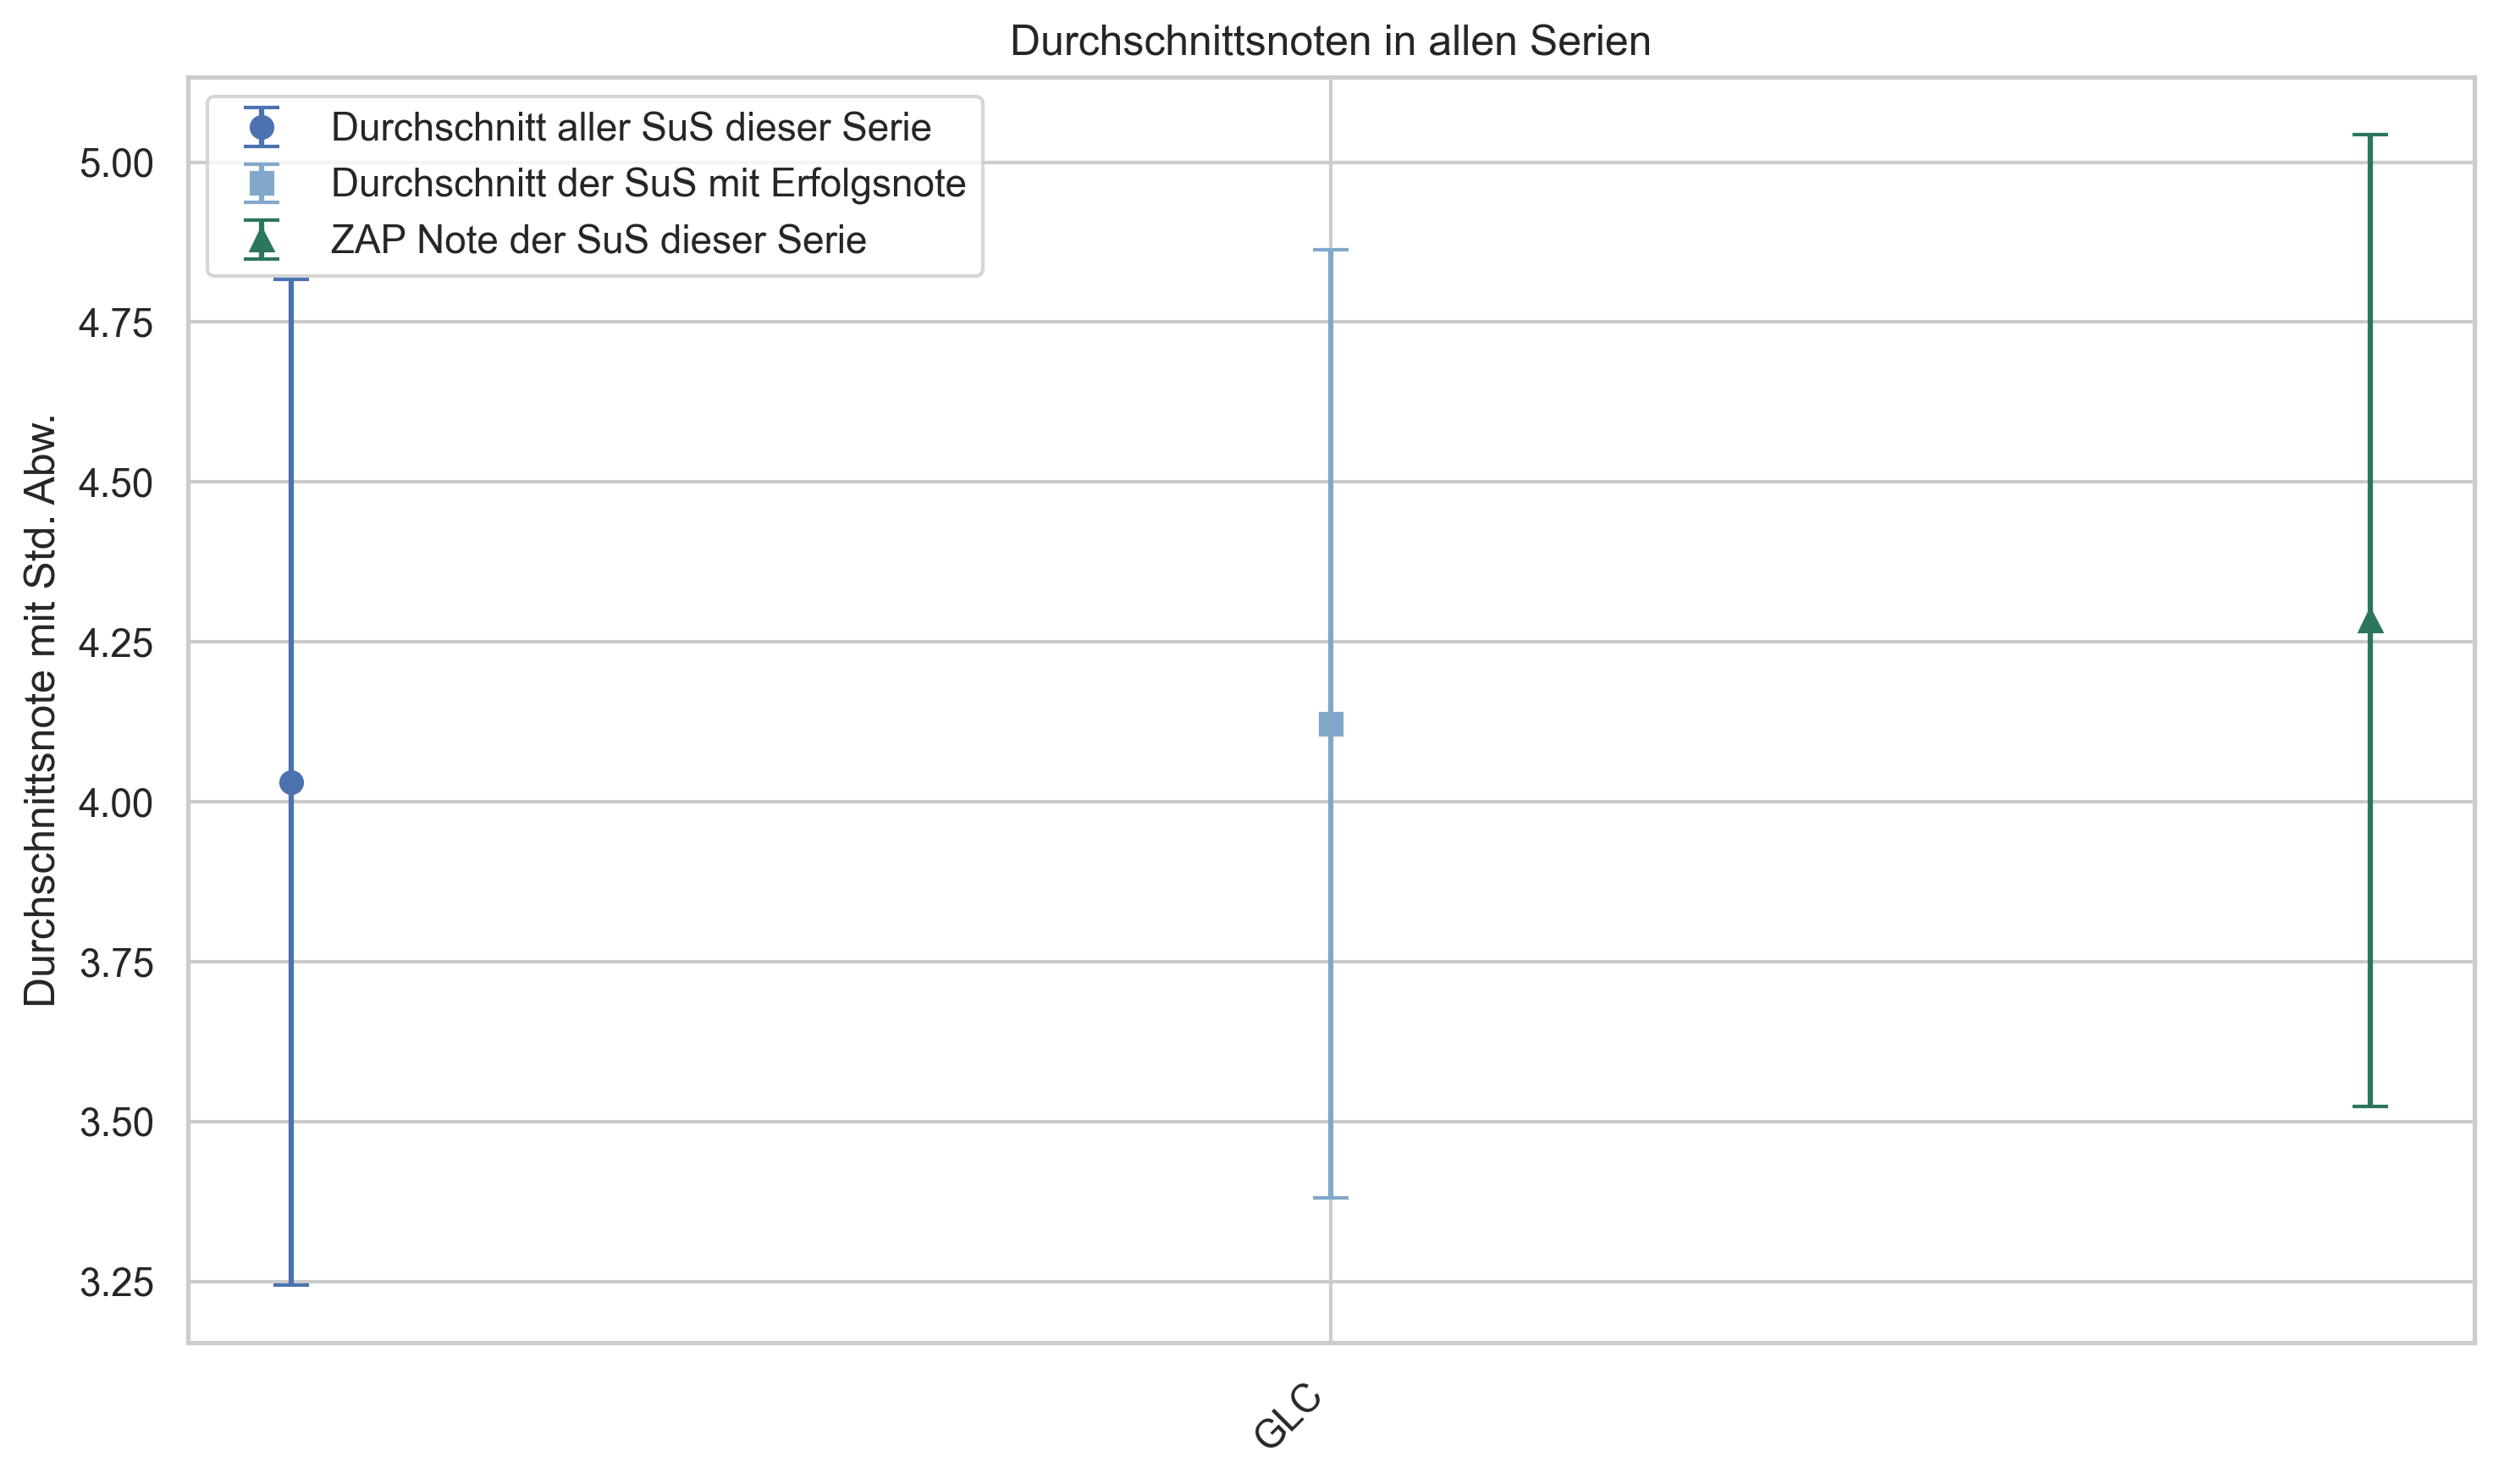 Durchschnittsnoten in allen Serien
Durchschnitt aller SuS dieser Serie
Durchschnitt der SuS mit Erfolgsnote
ZAP Note der SuS dieser Serie
Durchschnittsnote mit Std. Abw.
5.00
4.75
4.50
4.25
4.00
3.75
3.50
3.25
GLC